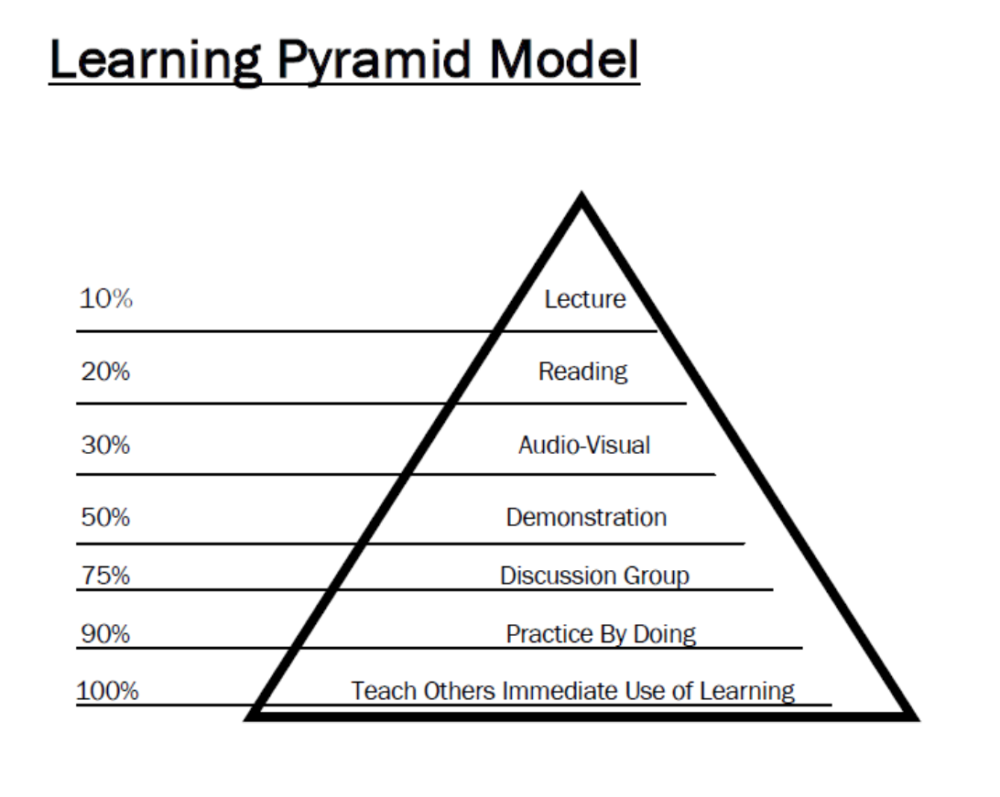 Learning Pyramid Model
10% Lecture
20% Reading
30% Audio-Visual
50% Demonstration
75% Discussion Group
90% Practice By Doing
100% Teach Others Immediate Use of Learning